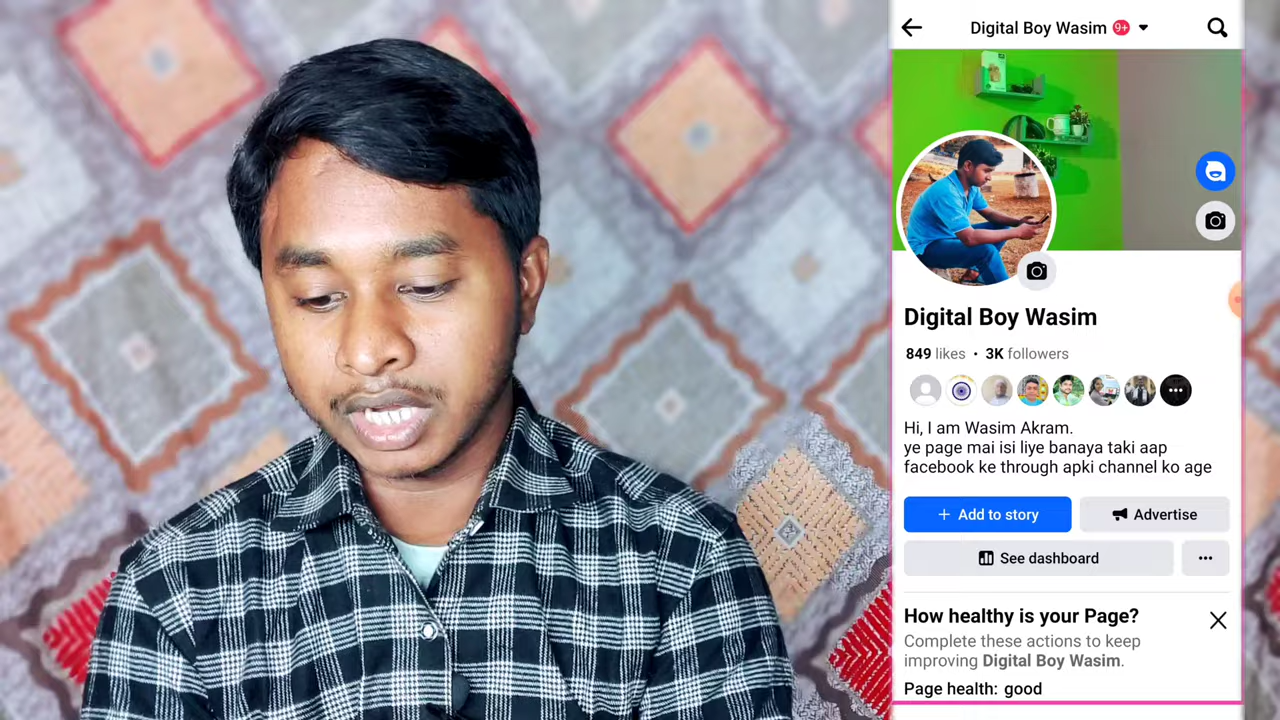 Digital Boy Wasim 9+
Digital Boy Wasim
849 likes • 3K followers
Hi, I am Wasim Akram.
ye page mai isi liye banaya taki aap
facebook ke through apki channel ko age
+ Add to story
Advertise
See dashboard
How healthy is your Page?
Complete these actions to keep
improving Digital Boy Wasim.
Page health: good